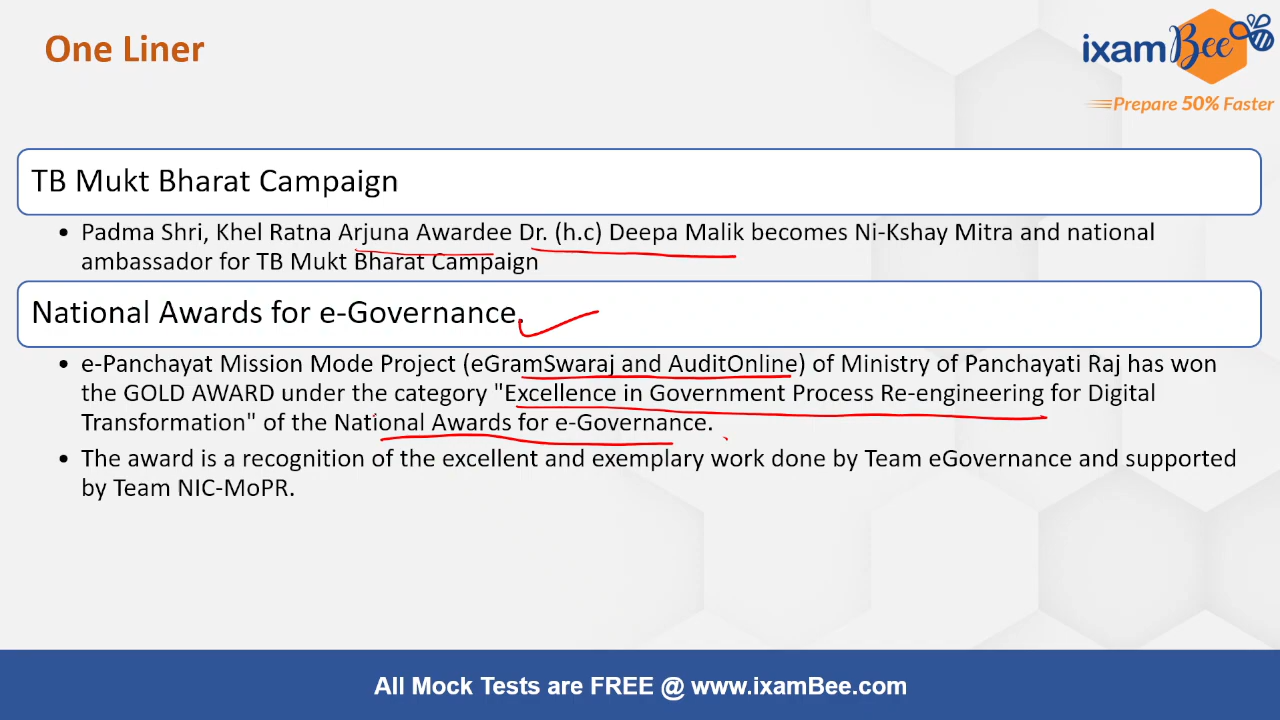 One Liner
ixamBee
Prepare 50% Faster
TB Mukt Bharat Campaign
• Padma Shri, Khel Ratna Arjuna Awardee Dr. (h.c) Deepa Malik becomes Ni-Kshay Mitra and national
ambassador for TB Mukt Bharat Campaign
National Awards for e-Governance.
• e-Panchayat Mission Mode Project (eGramSwaraj and AuditOnline) of Ministry of Panchayati Raj has won
the GOLD AWARD under the category "Excellence in Government Process Re-engineering for Digital
Transformation" of the National Awards for e-Governance.
• The award is a recognition of the excellent and exemplary work done by Team eGovernance and supported
by Team NIC-MoPR.
All Mock Tests are FREE @ www.ixamBee.com